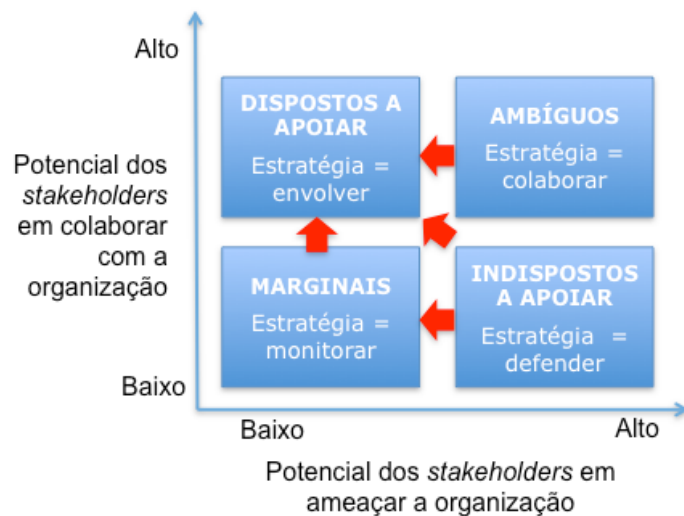 Alto
Potencial dos
stakeholders
em colaborar
com a
organização
Baixo
DISPOSTOS A
APOIAR
Estratégia =
envolver
AMBÍGUOS
Estratégia =
colaborar
MARGINAIS
Estratégia =
monitorar
INDISPOSTOS
A APOIAR
Estratégia =
defender
Baixo
Alto
Potencial dos stakeholders em
ameaçar a organização